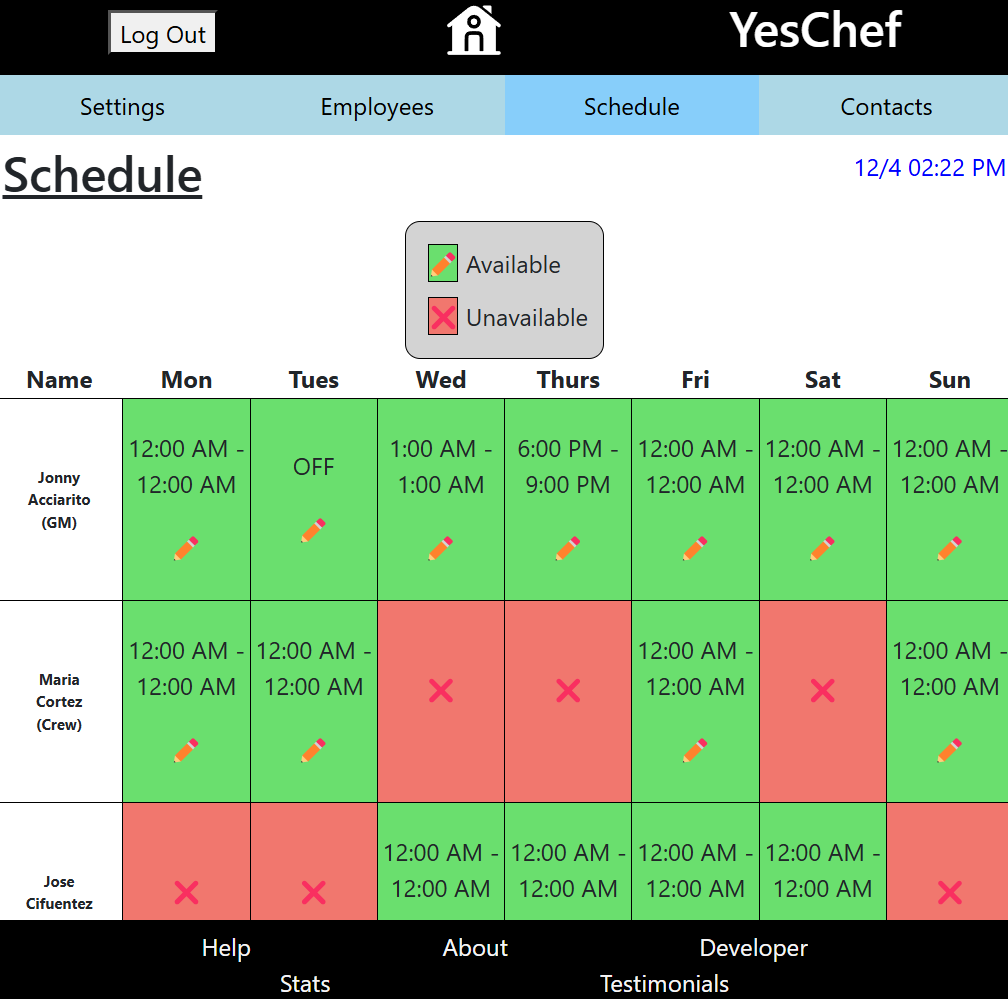 Log Out
YesChef
Settings Employees Schedule Contacts
Schedule
12/4 02:22 PM
Available
Unavailable
Name Mon Tues Wed Thurs Fri Sat Sun
Jonny
Acciarito
(GM)
12:00 AM -
12:00 AM
OFF
1:00 AM -
1:00 AM
6:00 PM -
9:00 PM
12:00 AM -
12:00 AM
12:00 AM -
12:00 AM
12:00 AM -
12:00 AM
Maria
Cortez
(Crew)
12:00 AM -
12:00 AM
12:00 AM -
12:00 AM
12:00 AM -
12:00 AM
12:00 AM -
12:00 AM
Jose
Cifuentez
12:00 AM -
12:00 AM
12:00 AM -
12:00 AM
12:00 AM -
12:00 AM
12:00 AM -
12:00 AM
Help About Developer
Stats Testimonials